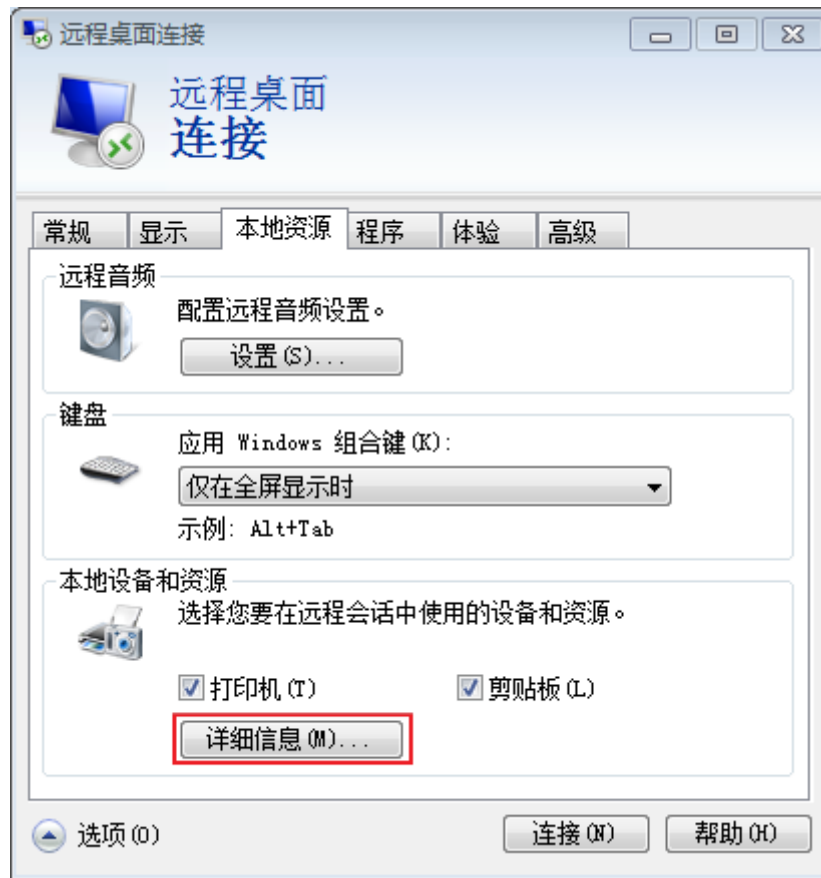 远程桌面连接
远程桌面
连接
常规 显示 本地资源 程序 体验 高级
远程音频
配置远程音频设置。
设置(S)...
键盘
应用 Windows 组合键(K):
仅在全屏显示时
示例: Alt+Tab
本地设备和资源
选择您要在远程会话中使用的设备和资源。
打印机(T) 剪贴板(L)
详细信息(M)...
选项(O) 连接(N) 帮助(H)